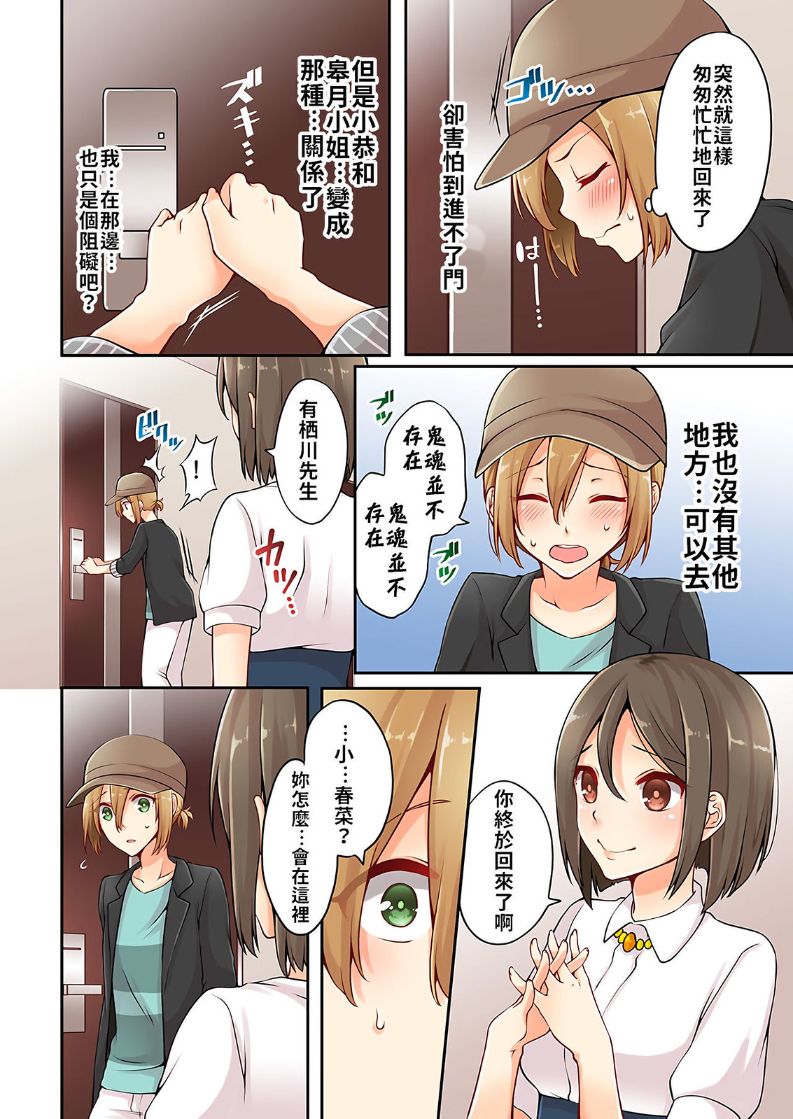 突然就這樣
匆匆忙忙地回來了
ゴツ…
卻害怕到進不了門
はー…
但是小恭和
皋月小姐…變成
那種…關係了
ズキ…
我…在那邊…
也只是個阻礙吧？
我也沒有其他
地方…可以去
ブツ
鬼魂並不
存在
鬼魂並不
存在
ブツ
有栖川先生
カッ…
！
ビクッ
你終於回來了啊
…小…春菜？
妳怎麼…會在這裡